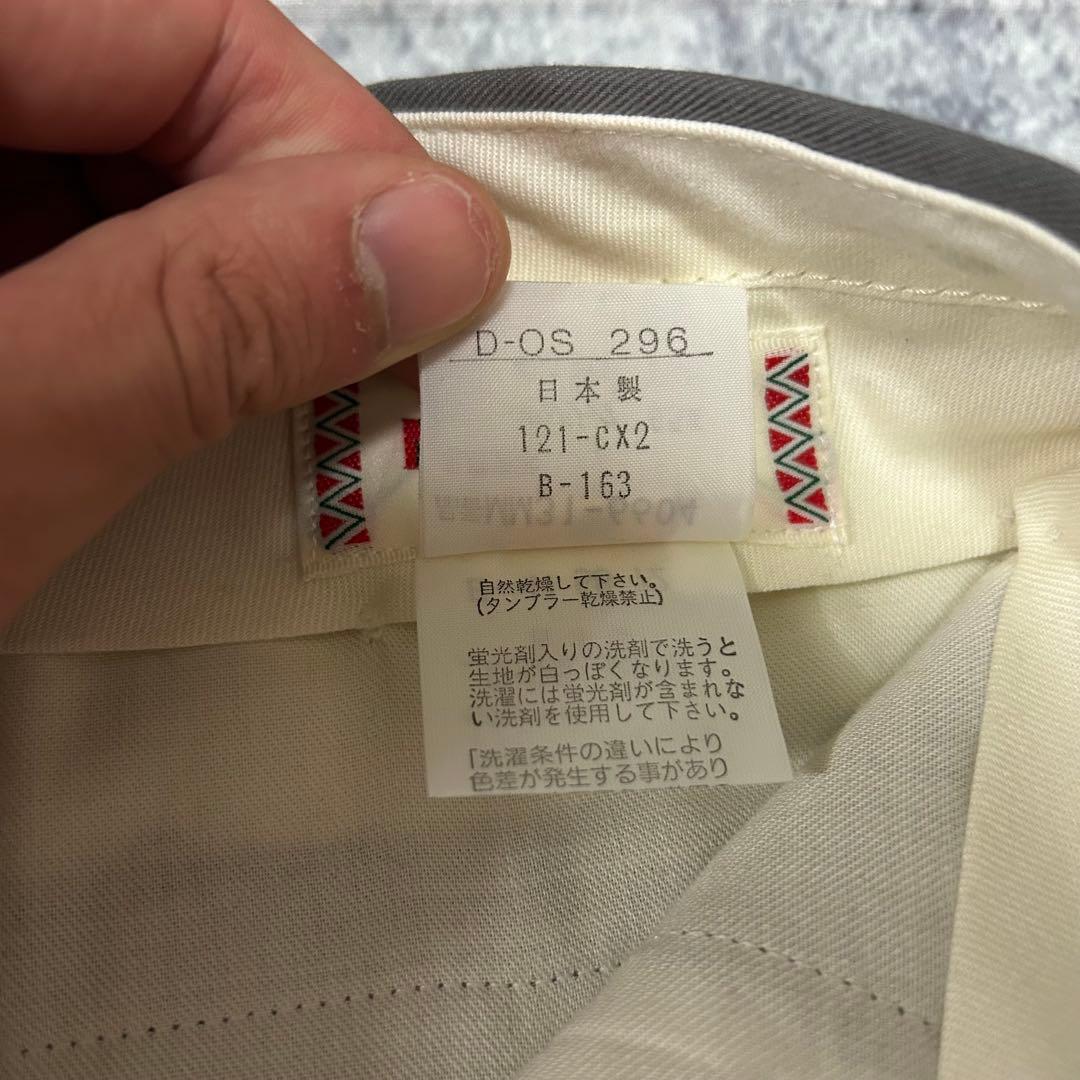 D-OS 296
日本製
121-CX2
B-163
自然乾燥して下さい。
(タンブラー乾燥禁止)
蛍光剤入りの洗剤で洗うと
生地が白っぽくなります。
洗濯には蛍光剤が含まれな
い洗剤を使用して下さい。
「洗濯条件の違いにより
色差が発生する事があり